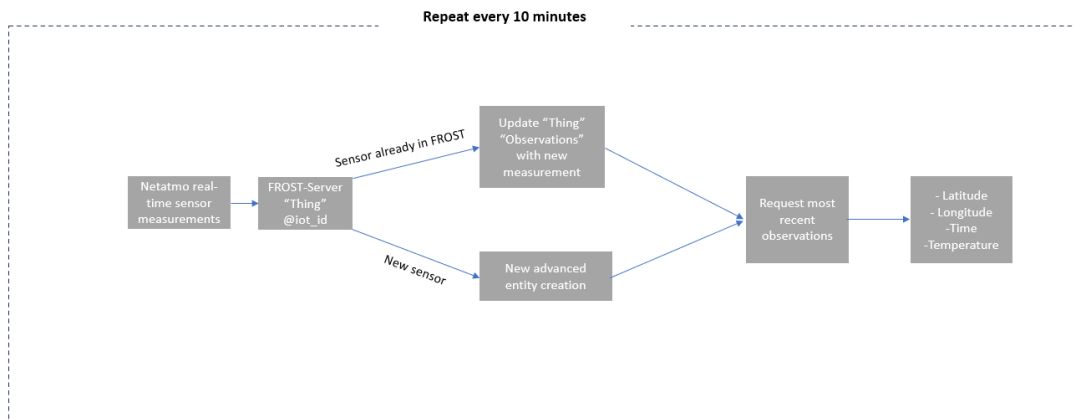 Repeat every 10 minutes
Netatmo real-
time sensor
measurements
FROST-Server
“Thing”
@iot_id
Sensor already in FROST
New sensor
Update “Thing”
“Observations”
with new
measurement
New advanced
entity creation
Request most
recent
observations
- Latitude
- Longitude
-Time
-Temperature